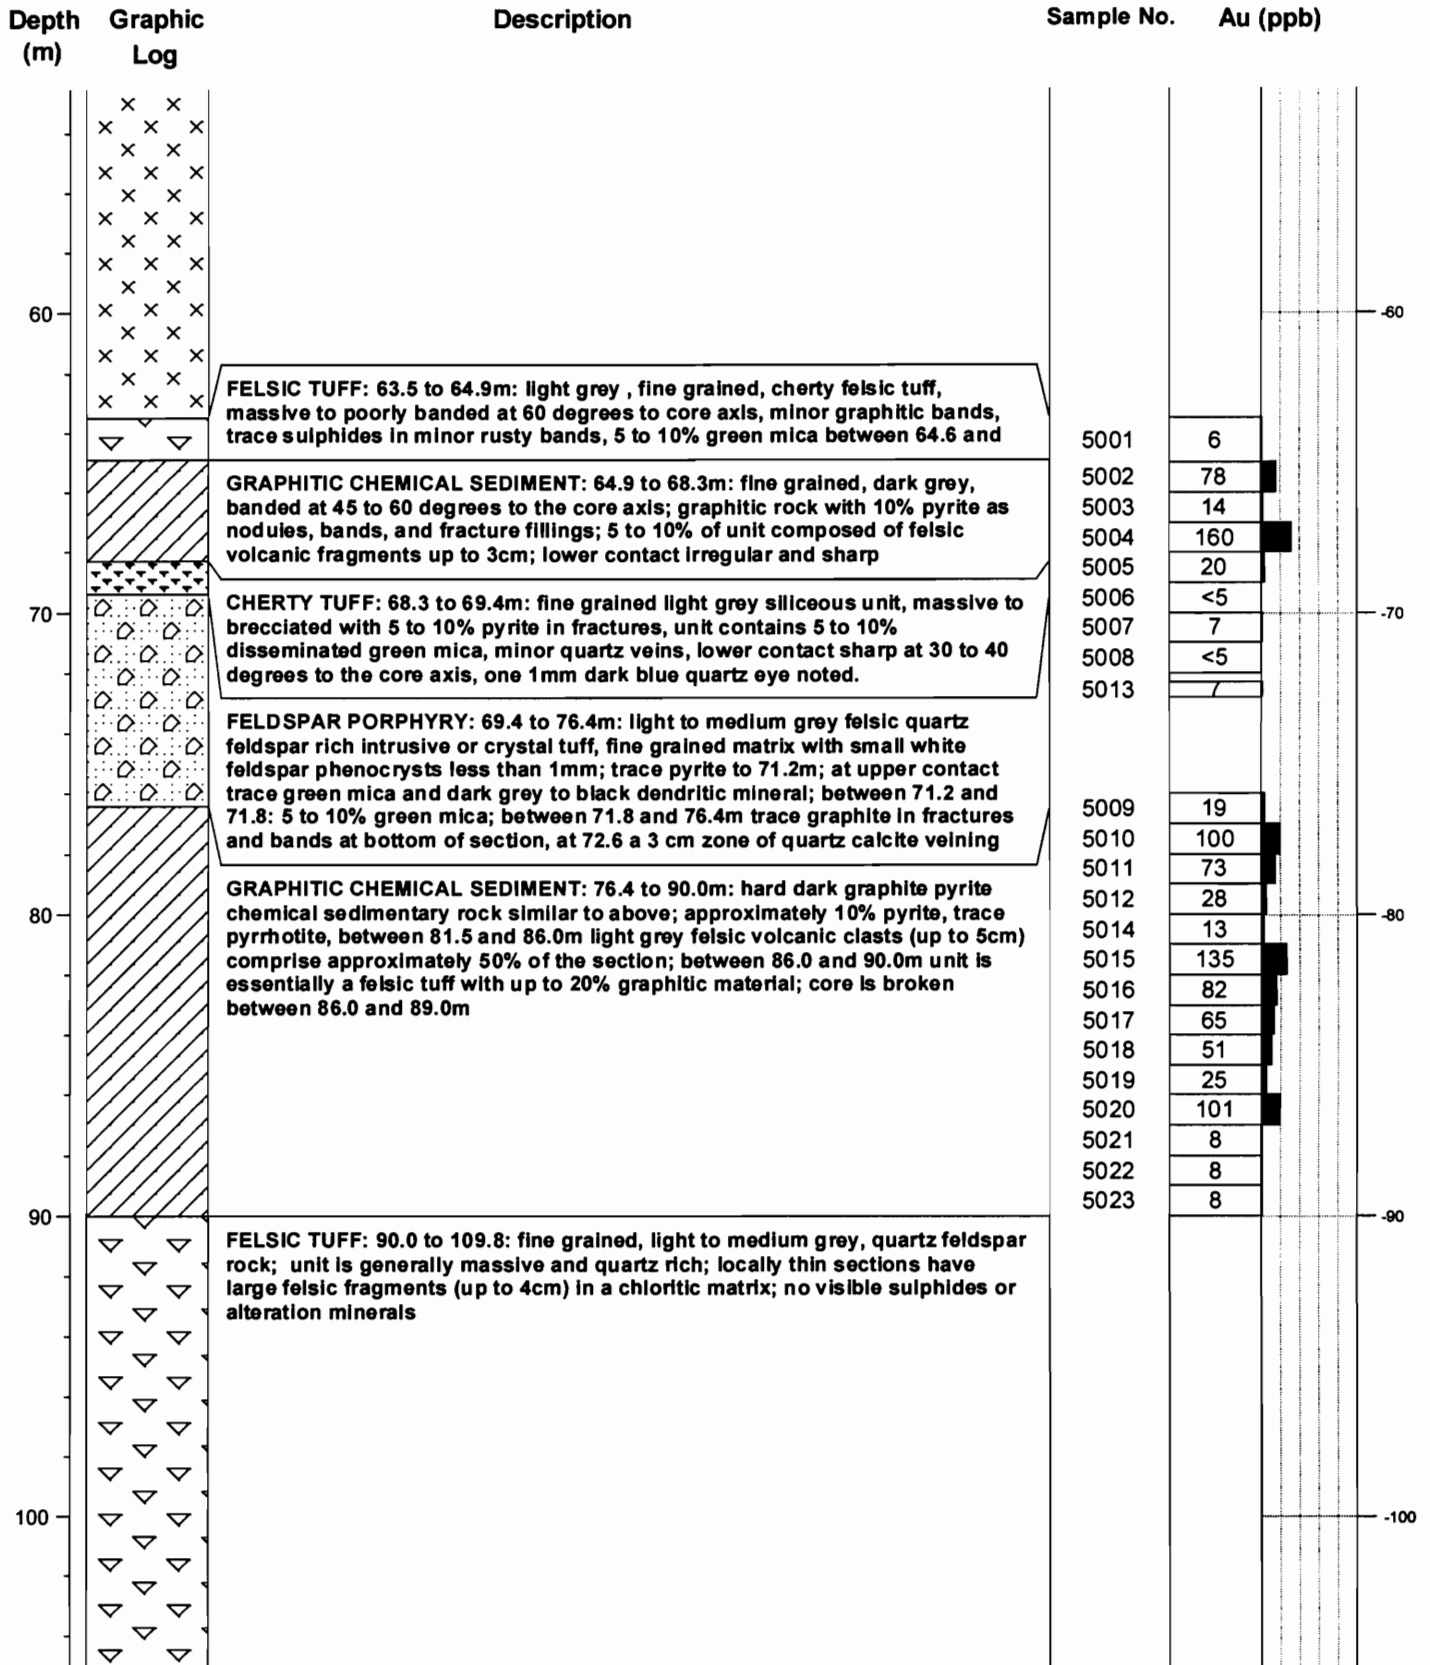 Depth Graphic Description Sample No. Au (ppb)
(m) Log
60 -60
FELSIC TUFF: 63.5 to 64.9m: light grey , fine grained, cherty felsic tuff,
massive to poorly banded at 60 degrees to core axis, minor graphitic bands,
trace sulphides in minor rusty bands, 5 to 10% green mica between 64.6 and
5001 6
GRAPHITIC CHEMICAL SEDIMENT: 64.9 to 68.3m: fine grained, dark grey,
banded at 45 to 60 degrees to the core axis; graphitic rock with 10% pyrite as
nodules, bands, and fracture fillings; 5 to 10% of unit composed of felsic
volcanic fragments up to 3cm; lower contact irregular and sharp
5002 78
5003 14
5004 160
5005 20
70 -70
CHERTY TUFF: 68.3 to 69.4m: fine grained light grey siliceous unit, massive to
brecciated with 5 to 10% pyrite in fractures, unit contains 5 to 10%
disseminated green mica, minor quartz veins, lower contact sharp at 30 to 40
degrees to the core axis, one 1mm dark blue quartz eye noted.
5006 <5
5007 7
5008 <5
5013 7
FELDSPAR PORPHYRY: 69.4 to 76.4m: light to medium grey felsic quartz
feldspar rich intrusive or crystal tuff, fine grained matrix with small white
feldspar phenocrysts less than 1mm; trace pyrite to 71.2m; at upper contact
trace green mica and dark grey to black dendritic mineral; between 71.2 and
71.8: 5 to 10% green mica; between 71.8 and 76.4m trace graphite in fractures
and bands at bottom of section, at 72.6 a 3 cm zone of quartz calcite veining
5009 19
5010 100
80 -80
GRAPHITIC CHEMICAL SEDIMENT: 76.4 to 90.0m: hard dark graphite pyrite
chemical sedimentary rock similar to above; approximately 10% pyrite, trace
pyrrhotite, between 81.5 and 86.0m light grey felsic volcanic clasts (up to 5cm)
comprise approximately 50% of the section; between 86.0 and 90.0m unit is
essentially a felsic tuff with up to 20% graphitic material; core is broken
between 86.0 and 89.0m
5011 73
5012 28
5014 13
5015 135
5016 82
5017 65
5018 51
5019 25
5020 101
5021 8
5022 8
5023 8
90 -90
FELSIC TUFF: 90.0 to 109.8: fine grained, light to medium grey, quartz feldspar
rock; unit is generally massive and quartz rich; locally thin sections have
large felsic fragments (up to 4cm) in a chloritic matrix; no visible sulphides or
alteration minerals
100 -100